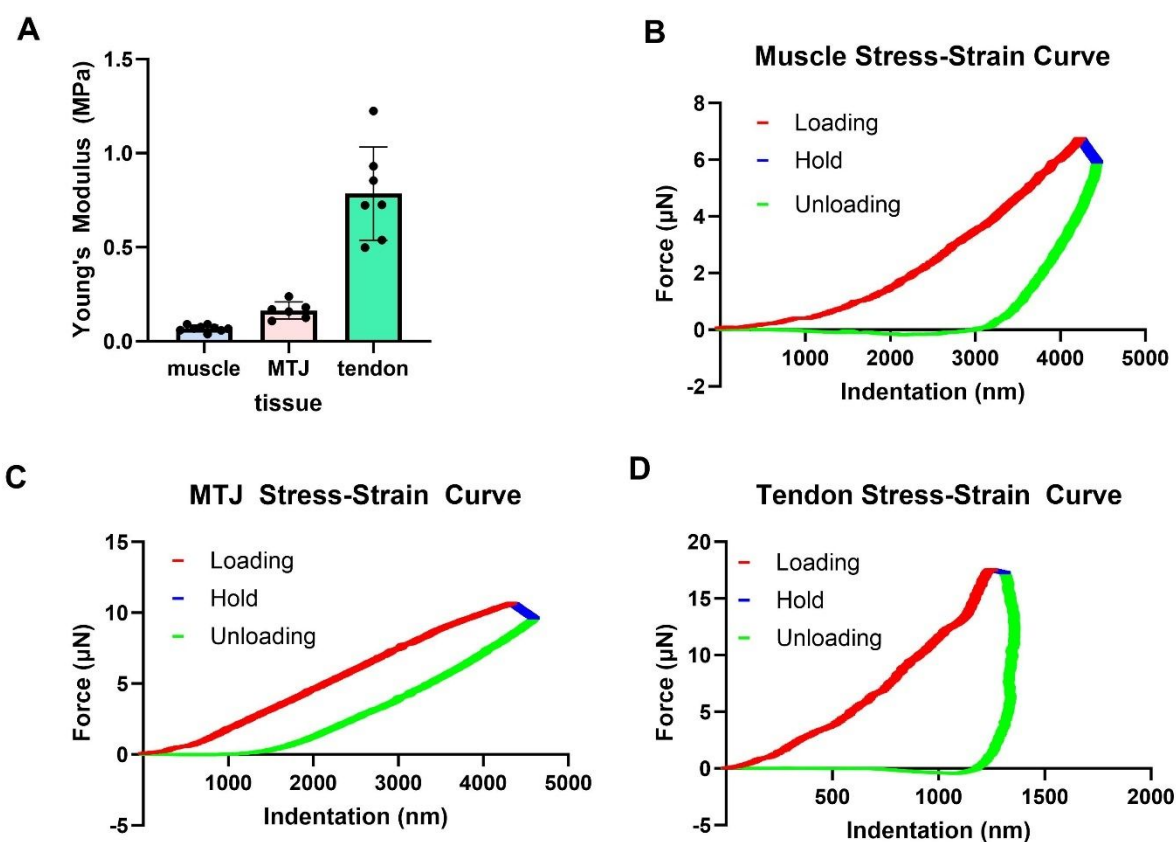 A
Young's Modulus (MPa)
1.5
1.0
0.5
0.0
muscle MTJ tendon
tissue
B
Muscle Stress-Strain Curve
Loading
Hold
Unloading
Force (µN)
8
6
4
2
0
-2
1000 2000 3000 4000 5000
Indentation (nm)
C
MTJ Stress-Strain Curve
Loading
Hold
Unloading
Force (µN)
15
10
5
0
-5
1000 2000 3000 4000 5000
Indentation (nm)
D
Tendon Stress-Strain Curve
Loading
Hold
Unloading
Force (µN)
20
15
10
5
0
-5
500 1000 1500 2000
Indentation (nm)